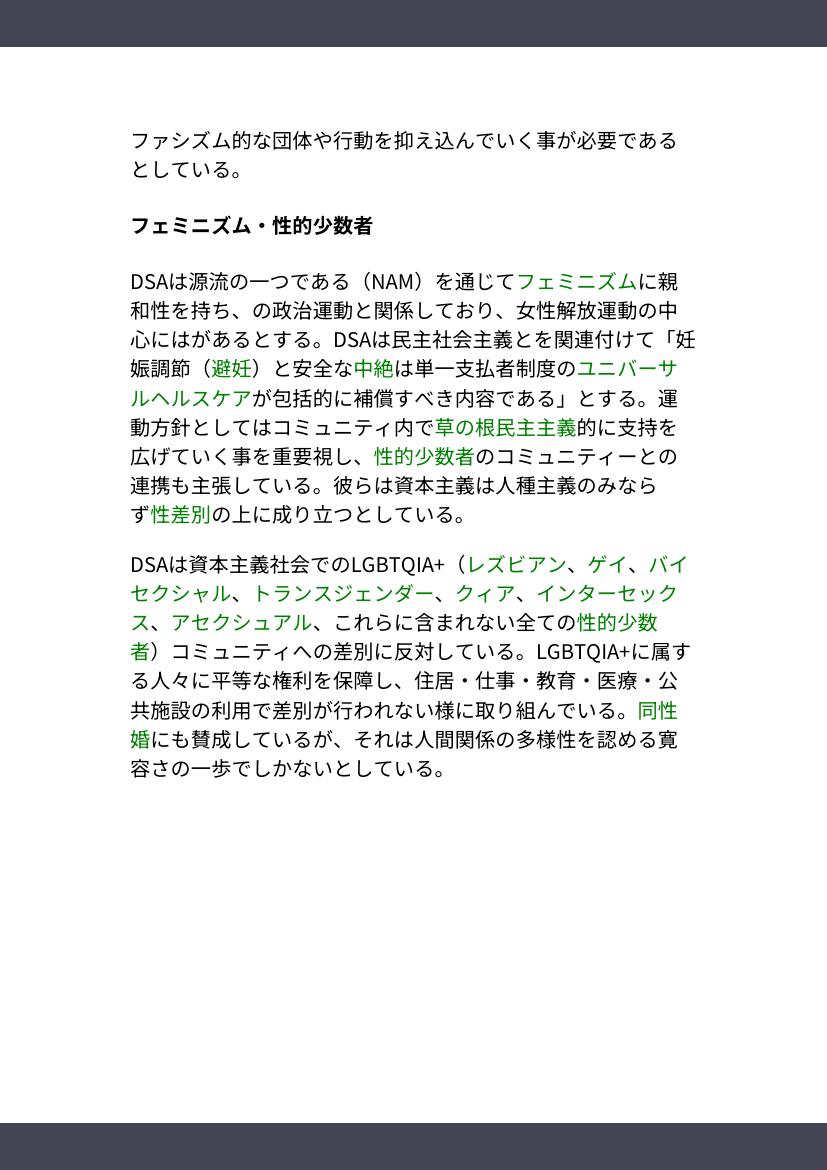 ファシズム的な団体や行動を抑え込んでいく事が必要である
としている。
フェミニズム・性的少数者
DSAは源流の一つである（NAM）を通じてフェミニズムに親
和性を持ち、の政治運動と関係しており、女性解放運動の中
心にはがあるとする。DSAは民主社会主義とを関連付けて「妊
娠調節（避妊）と安全な中絶は単一支払者制度のユニバーサ
ルヘルスケアが包括的に補償すべき内容である」とする。運
動方針としてはコミュニティ内で草の根民主主義的に支持を
広げていく事を重要視し、性的少数者のコミュニティーとの
連携も主張している。彼らは資本主義は人種主義のみなら
ず性差別の上に成り立つとしている。
DSAは資本主義社会でのLGBTQIA+（レズビアン、ゲイ、バイ
セクシャル、トランスジェンダー、クィア、インターセック
ス、アセクシュアル、これらに含まれない全ての性的少数
者）コミュニティへの差別に反対している。LGBTQIA+に属す
る人々に平等な権利を保障し、住居・仕事・教育・医療・公
共施設の利用で差別が行われない様に取り組んでいる。同性
婚にも賛成しているが、それは人間関係の多様性を認める寛
容さの一歩でしかないとしている。